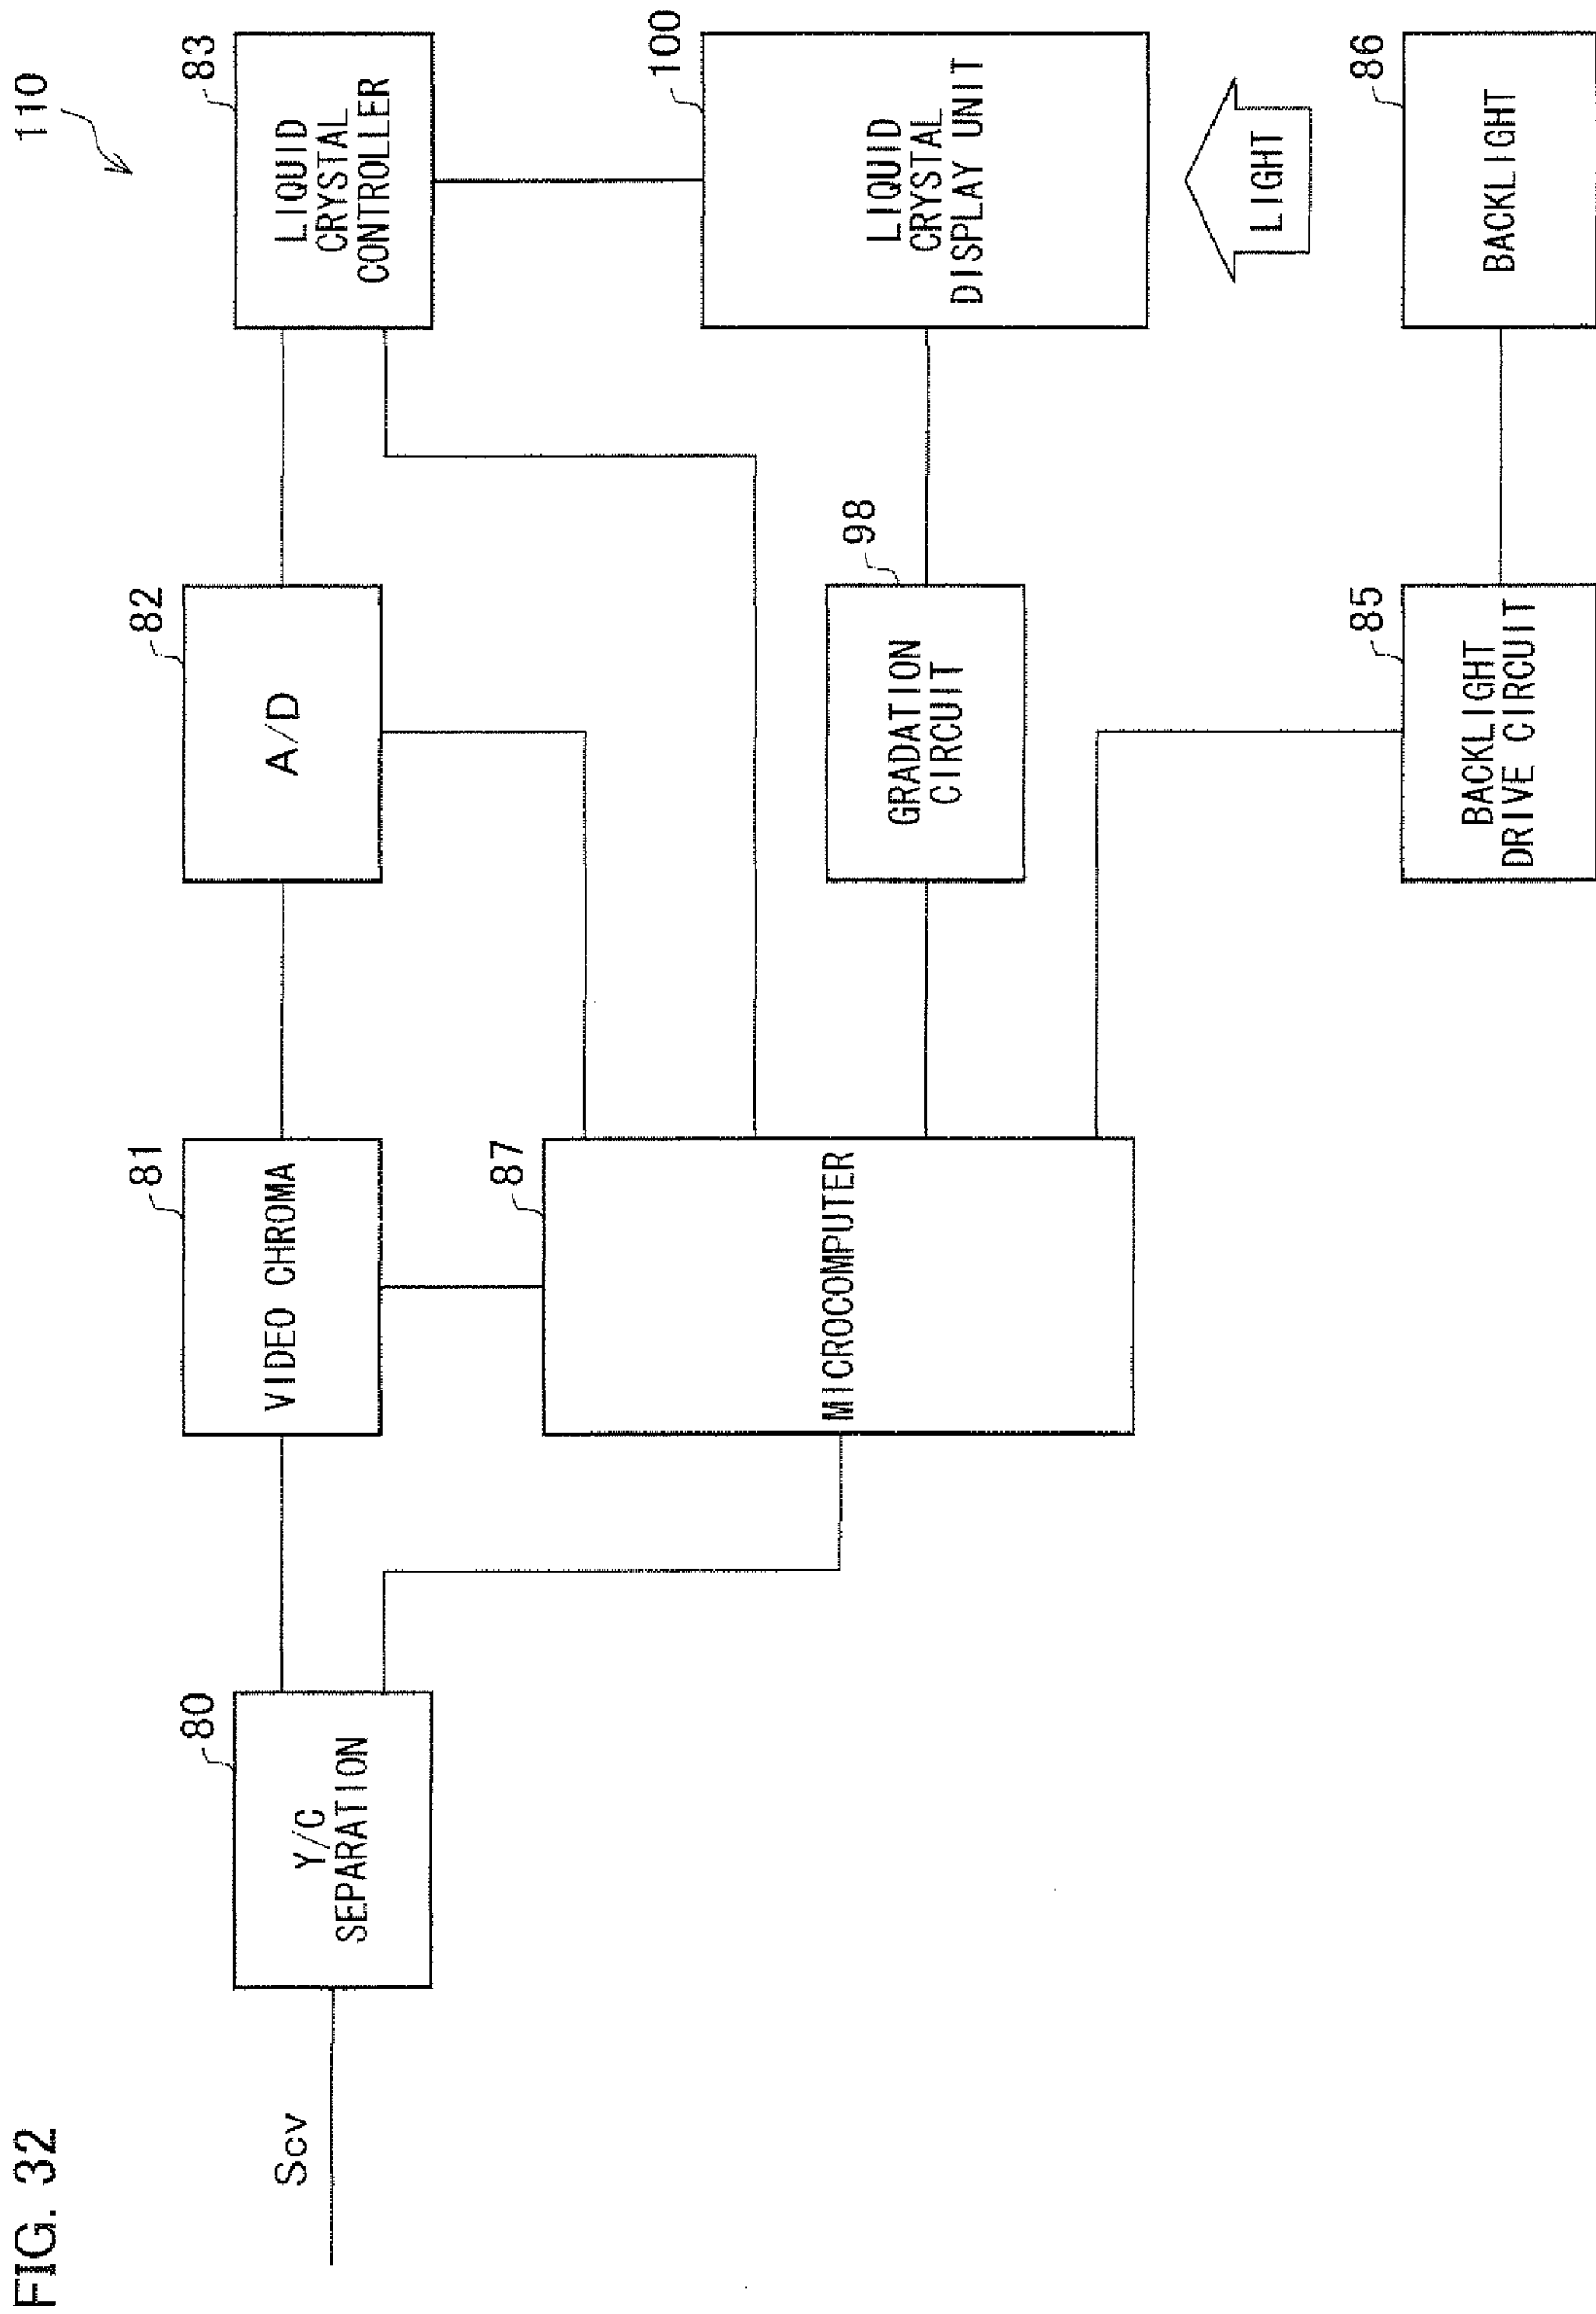 FIG. 32
110
Scv
80
Y/C
SEPARATION
81
VIDEO CHROMA
82
A/D
83
LIQUID
CRYSTAL
CONTROLLER
87
MICROCOMPUTER
98
GRADATION
CIRCUIT
100
LIQUID
CRYSTAL
DISPLAY UNIT
LIGHT
85
BACKLIGHT
DRIVE CIRCUIT
86
BACKLIGHT